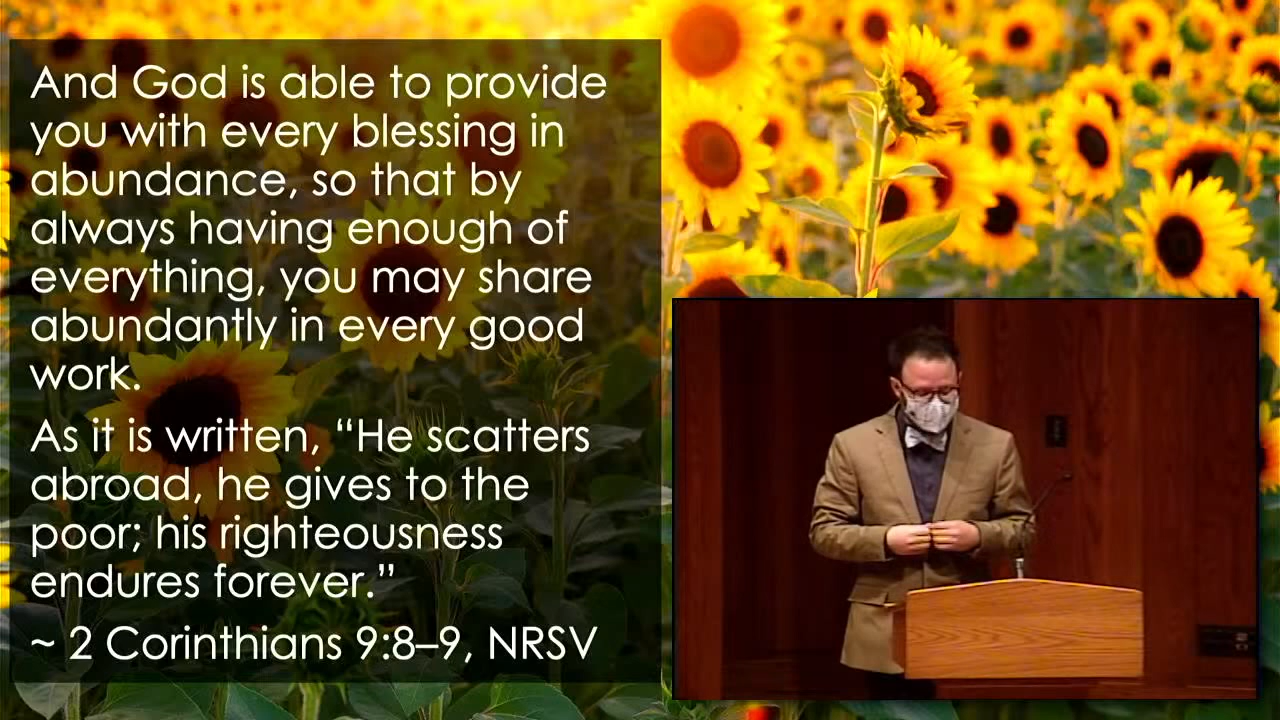 And God is able to provide
you with every blessing in
abundance, so that by
always having enough of
everything, you may share
abundantly in every good
work.
As it is written, “He scatters
abroad, he gives to the
poor; his righteousness
endures forever.”
~ 2 Corinthians 9:8–9, NRSV